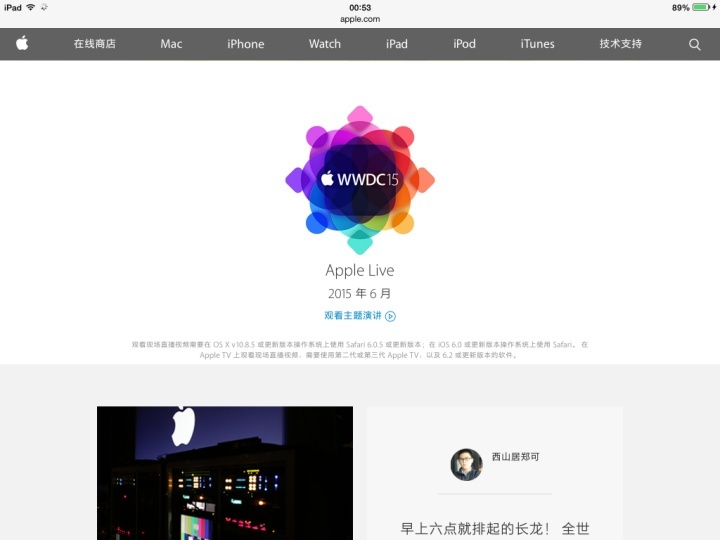 iPad
00:53
89%
apple.com
在线商店 Mac iPhone Watch iPad iPod iTunes 技术支持
WWDC15
Apple Live
2015 年 6 月
观看主题演讲
观看现场直播视频需要在 OS X v10.8.5 或更新版本操作系统上使用 Safari 6.0.5 或更新版本；在 iOS 6.0 或更新版本操作系统上使用 Safari。 在
Apple TV 上观看现场直播视频，需要使用第二代或第三代 Apple TV，以及 6.2 或更新版本的软件。
西山居郑可
早上六点就排起的长龙！ 全世